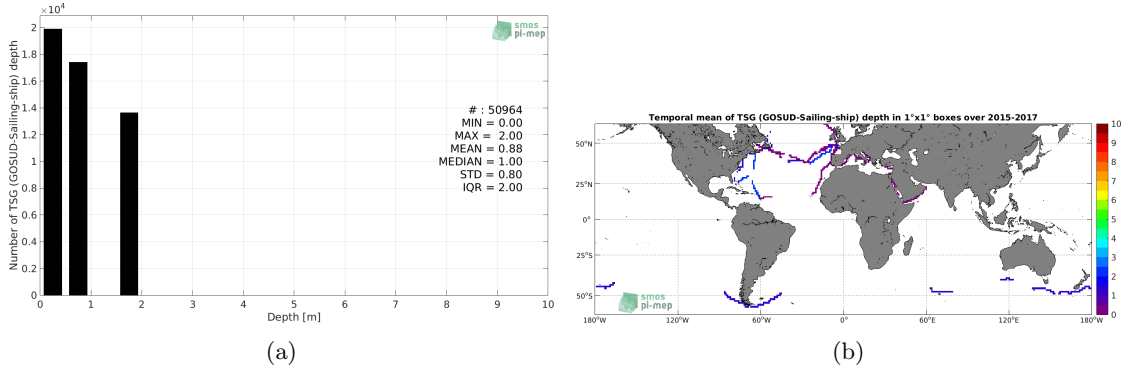 ×10⁴
2
1.8
1.6
1.4
1.2
1
0.8
0.6
0.4
0.2
0
Number of TSG (GOSUD-Sailing-ship) depth
smos
pi-mep
# : 50964
MIN = 0.00
MAX = 2.00
MEAN = 0.88
MEDIAN = 1.00
STD = 0.80
IQR = 2.00
0 1 2 3 4 5 6 7 8 9 10
Depth [m]
(a)
Temporal mean of TSG (GOSUD-Sailing-ship) depth in 1°x1° boxes over 2015-2017
50°N
25°N
0°
25°S
50°S
smos
pi-mep
180°W 120°W 60°W 0° 60°E 120°E 180°E
10
9
8
7
6
5
4
3
2
1
0
(b)